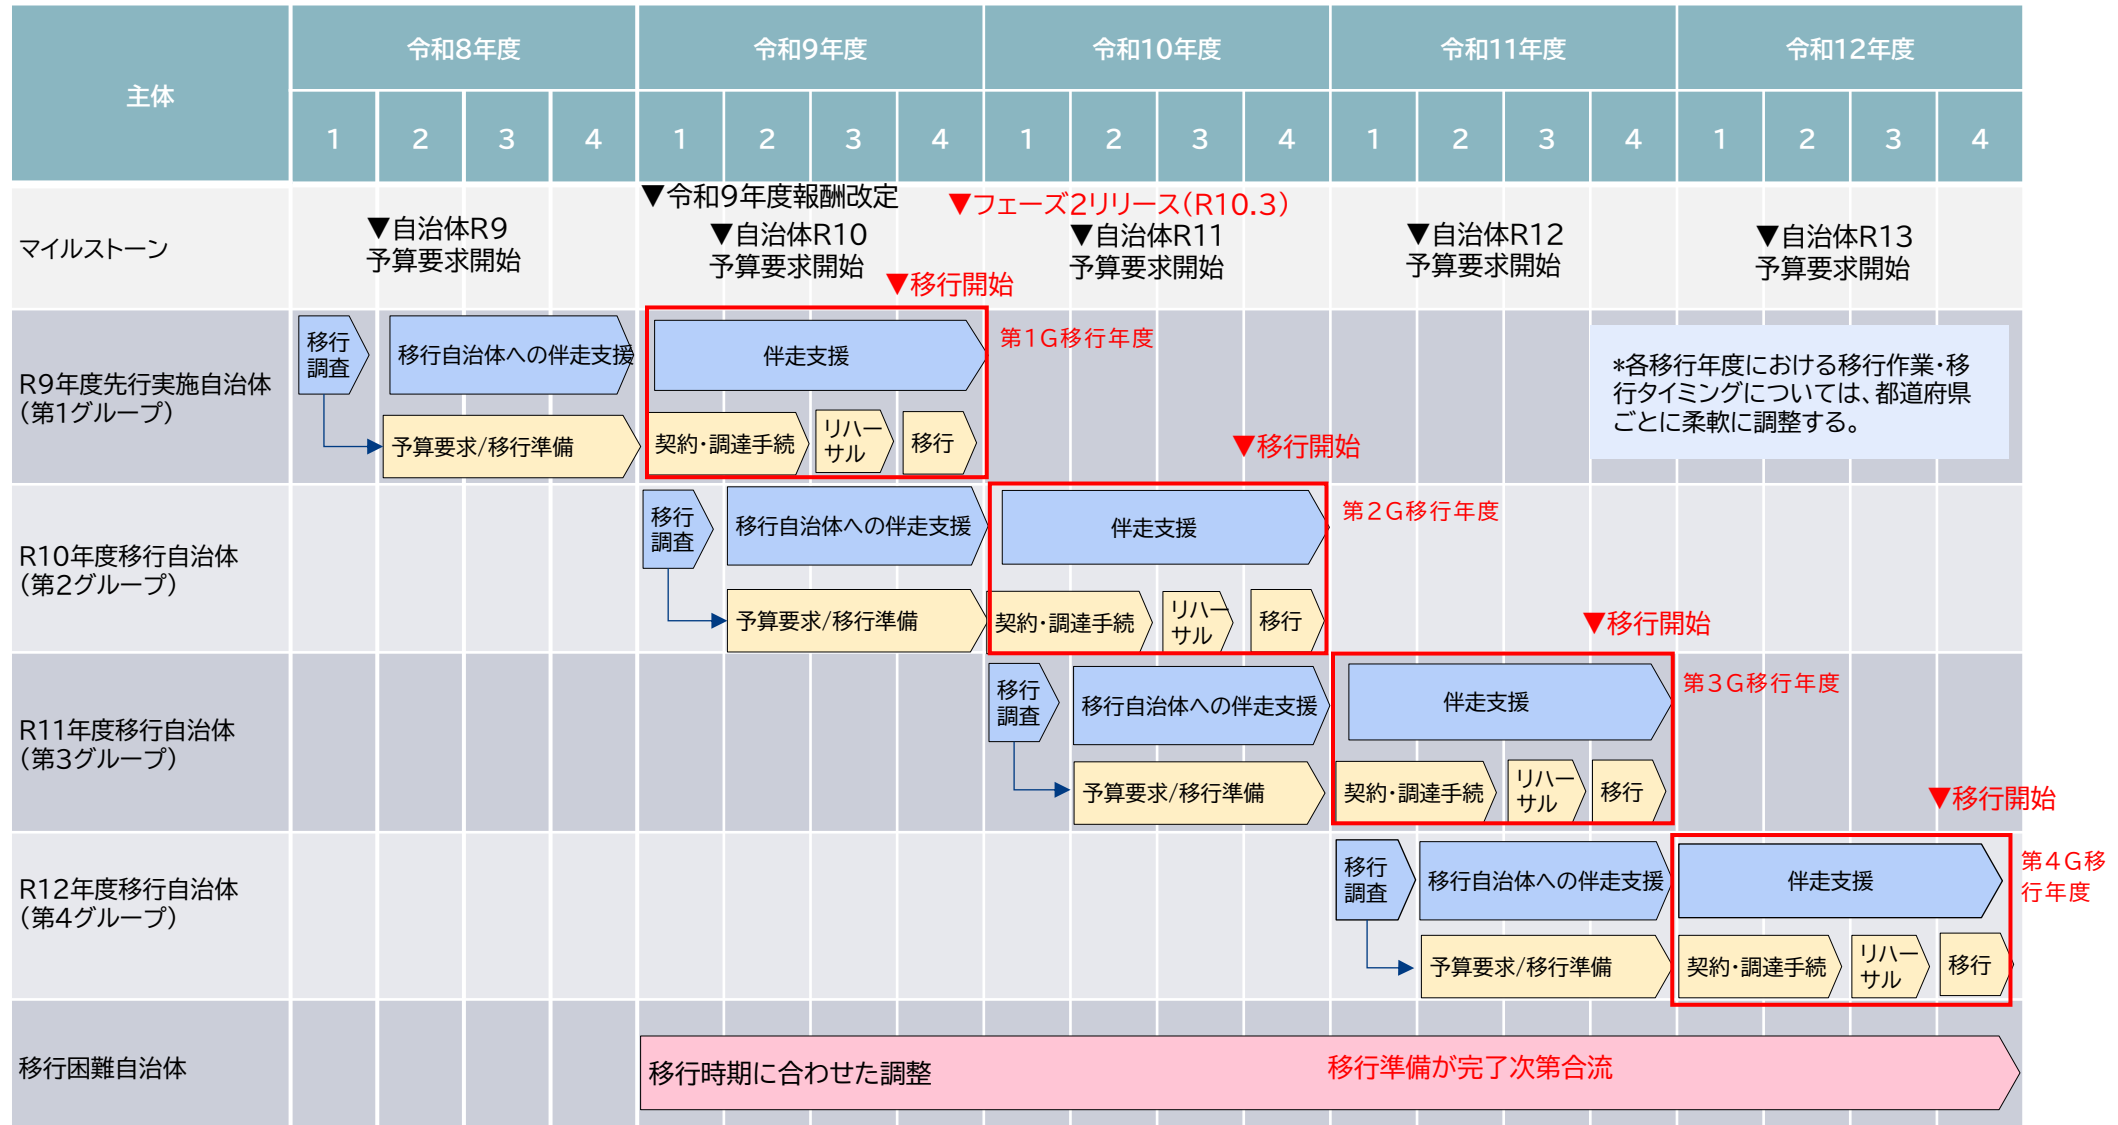 主体
令和8年度
令和9年度
令和10年度
令和11年度
令和12年度
1 2 3 4 1 2 3 4 1 2 3 4 1 2 3 4 1 2 3 4
マイルストーン
▼自治体R9
予算要求開始
▼令和9年度報酬改定
▼自治体R10
予算要求開始
▼移行開始
▼フェーズ2リリース(R10.3)
▼自治体R11
予算要求開始
▼自治体R12
予算要求開始
▼自治体R13
予算要求開始
R9年度先行実施自治体
(第1グループ)
移行
調査
移行自治体への伴走支援
予算要求/移行準備
伴走支援
契約・調達手続
リハー
サル
移行
第1G移行年度
▼移行開始
*各移行年度における移行作業・移
行タイミングについては、都道府県
ごとに柔軟に調整する。
R10年度移行自治体
(第2グループ)
移行
調査
移行自治体への伴走支援
予算要求/移行準備
伴走支援
契約・調達手続
リハー
サル
移行
第2G移行年度
▼移行開始
R11年度移行自治体
(第3グループ)
移行
調査
移行自治体への伴走支援
予算要求/移行準備
伴走支援
契約・調達手続
リハー
サル
移行
第3G移行年度
▼移行開始
R12年度移行自治体
(第4グループ)
移行
調査
移行自治体への伴走支援
予算要求/移行準備
伴走支援
契約・調達手続
リハー
サル
移行
第4G移
行年度
移行困難自治体
移行時期に合わせた調整
移行準備が完了次第合流